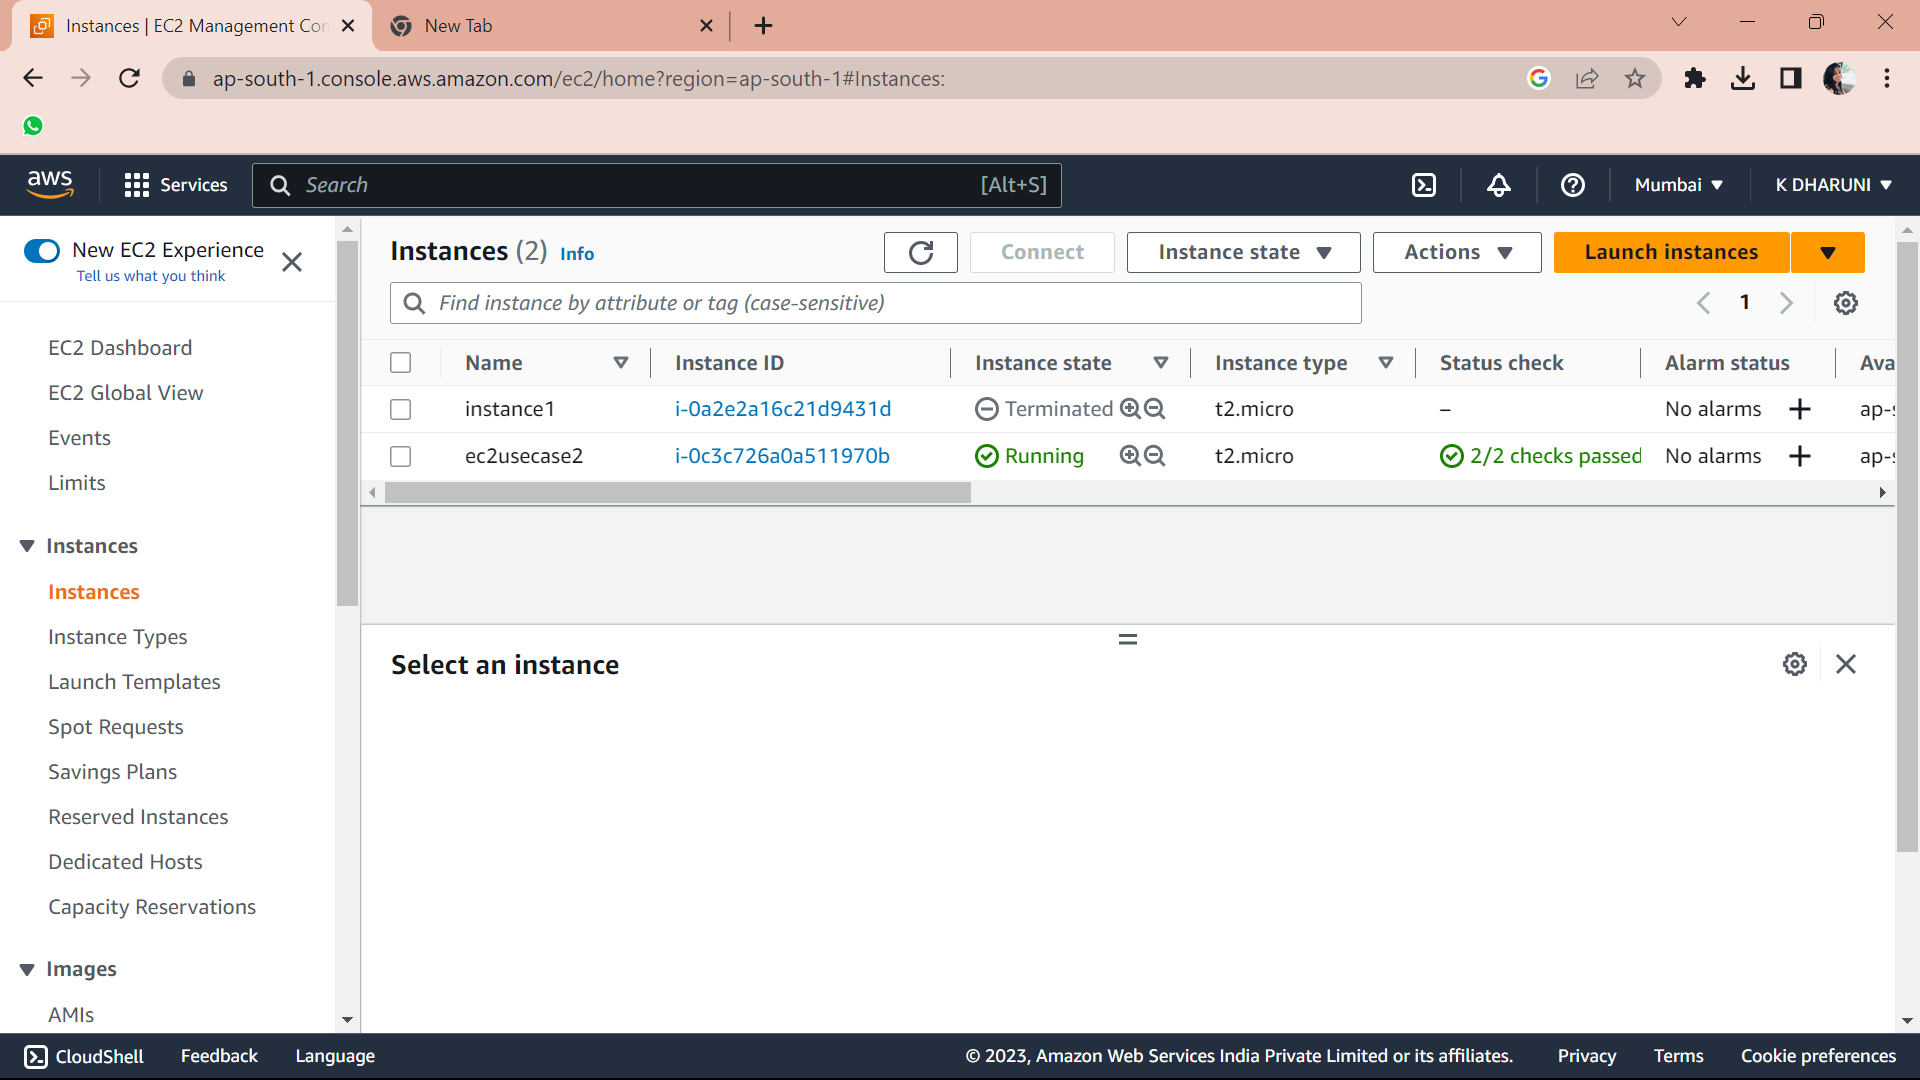 Instances | EC2 Management Con
New Tab
ap-south-1.console.aws.amazon.com/ec2/home?region=ap-south-1#Instances:
aws
Services
Search
[Alt+S]
Mumbai
K DHARUNI
New EC2 Experience
Tell us what you think
EC2 Dashboard
EC2 Global View
Events
Limits
Instances
Instances
Instance Types
Launch Templates
Spot Requests
Savings Plans
Reserved Instances
Dedicated Hosts
Capacity Reservations
Images
AMIs
Instances (2) Info
Connect
Instance state
Actions
Launch instances
Find instance by attribute or tag (case-sensitive)
1
Name Instance ID Instance state Instance type Status check Alarm status Ava
instance1 i-0a2e2a16c21d9431d Terminated t2.micro – No alarms ap-s
ec2usecase2 i-0c3c726a0a511970b Running t2.micro 2/2 checks passed No alarms ap-s
Select an instance
CloudShell Feedback Language © 2023, Amazon Web Services India Private Limited or its affiliates. Privacy Terms Cookie preferences